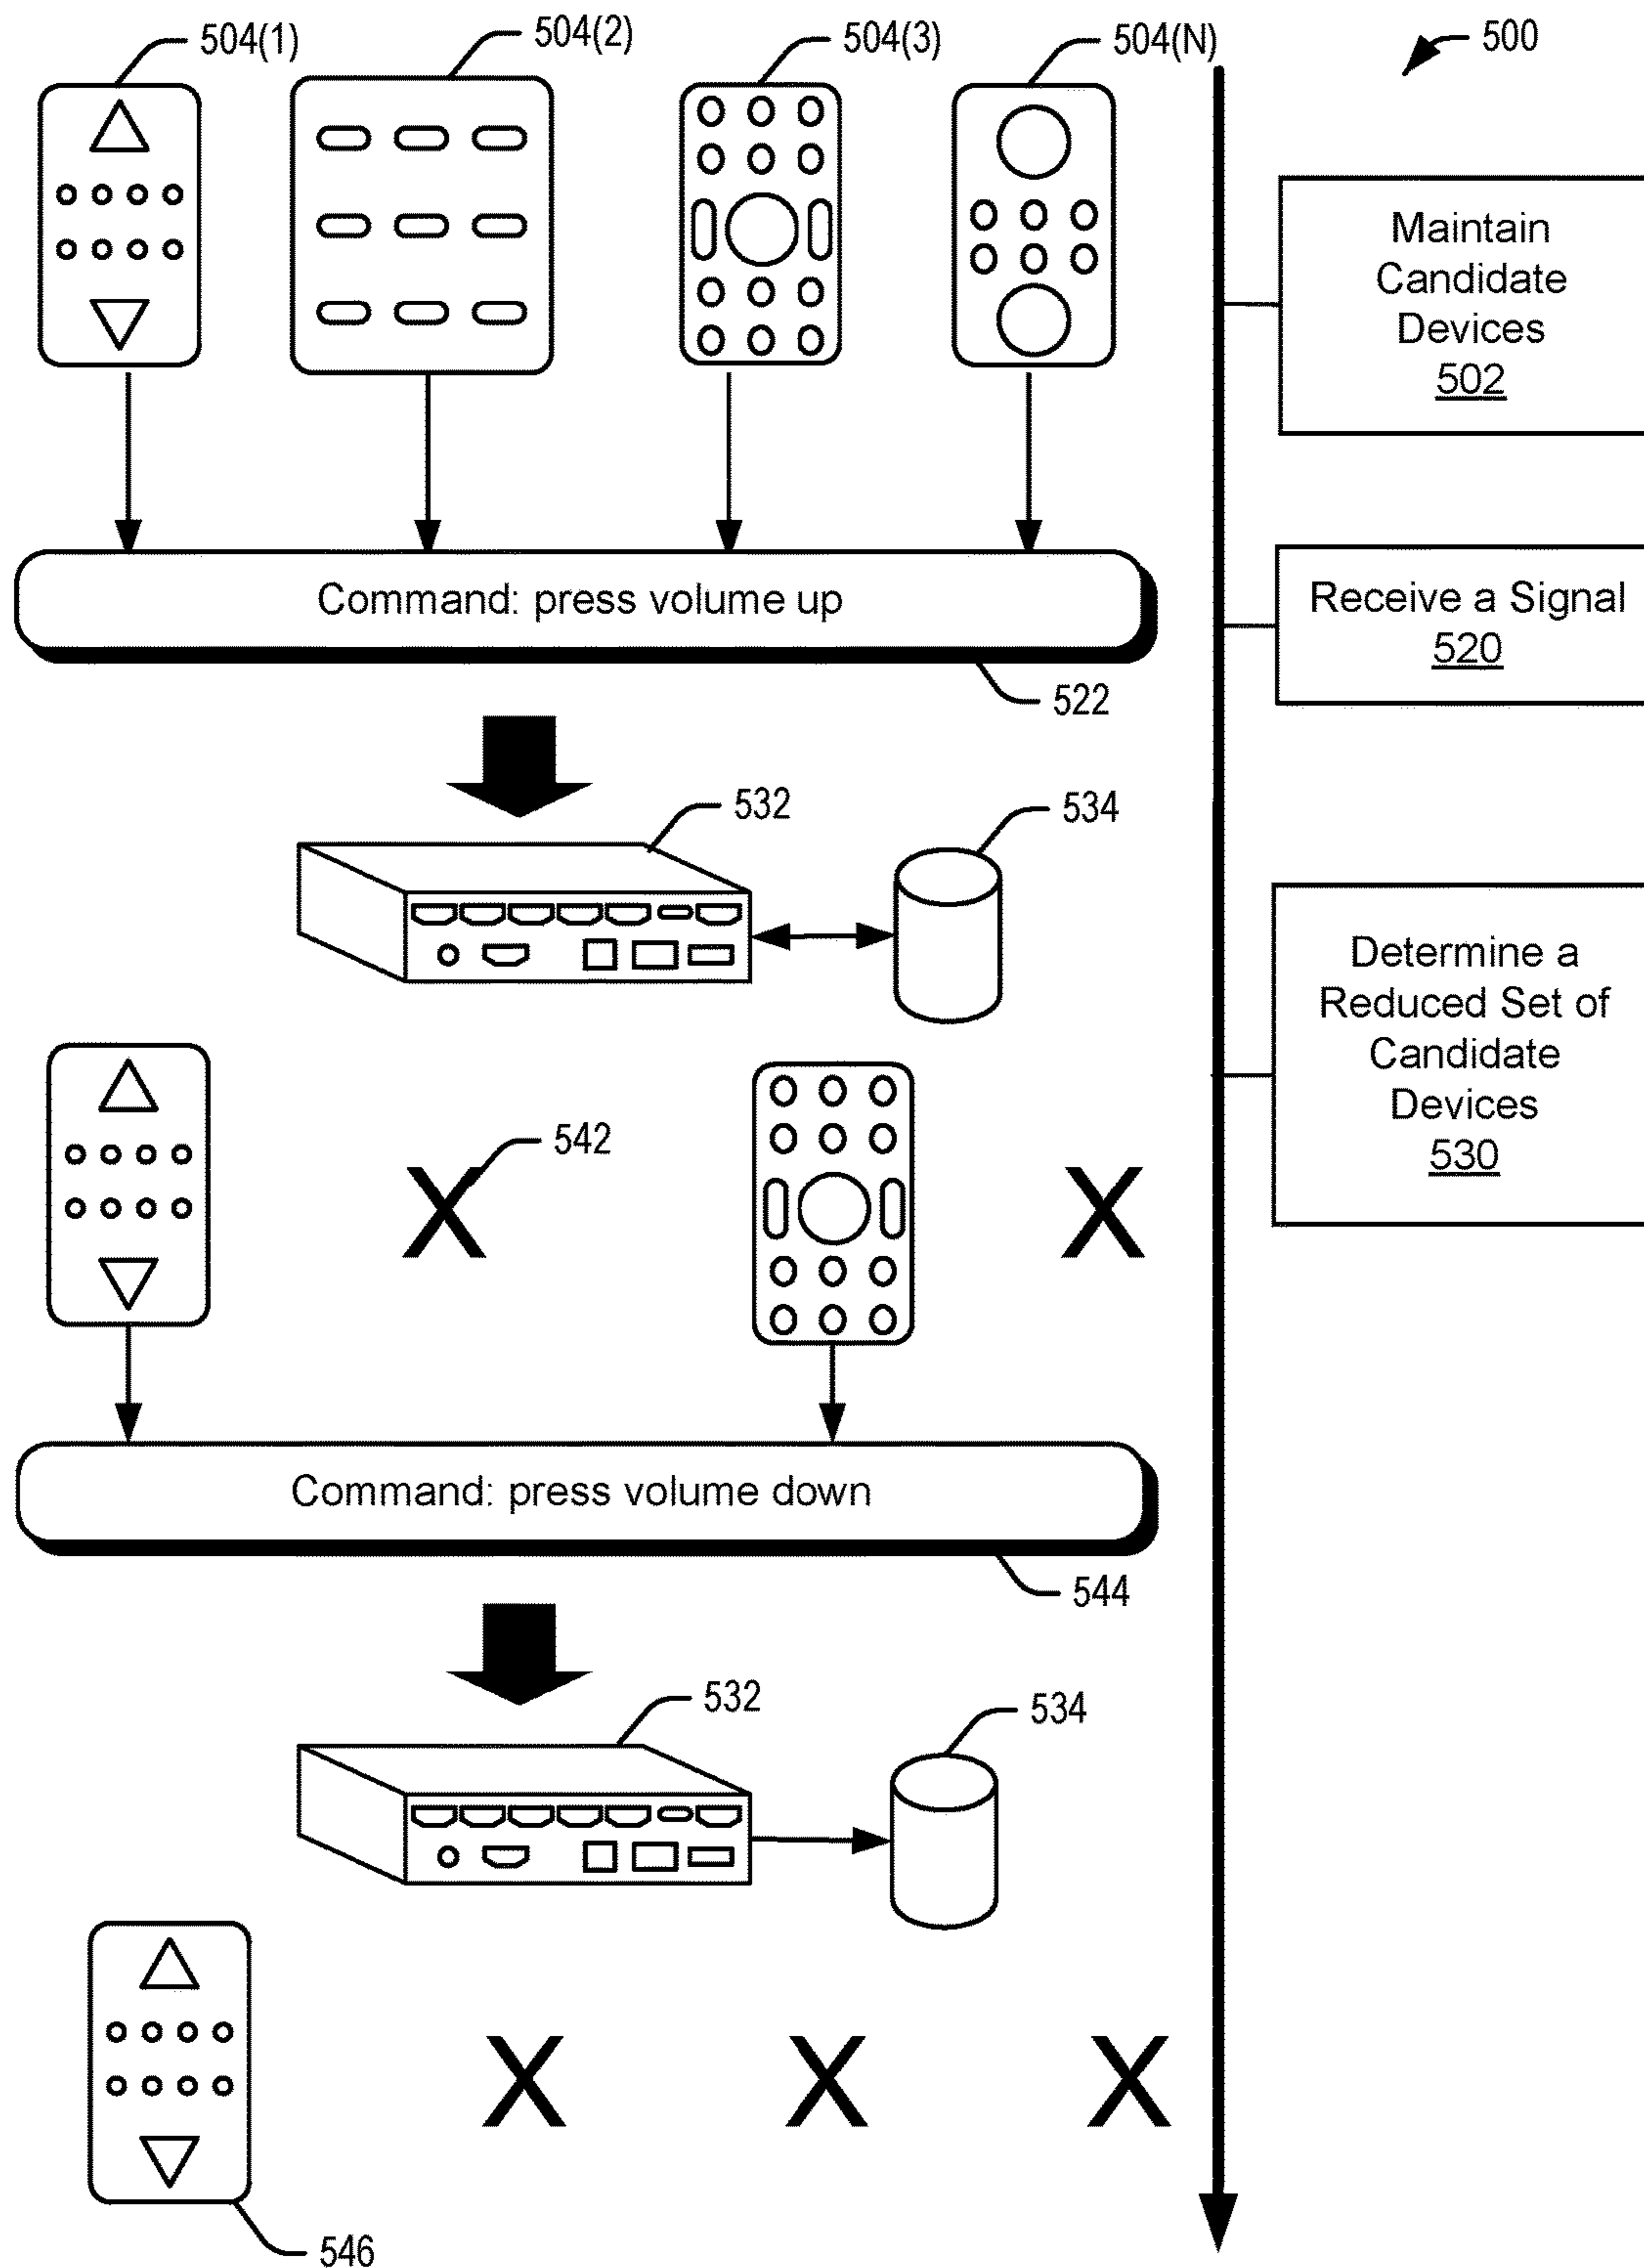 504(1)
504(2)
504(3)
504(N)
500
Maintain
Candidate
Devices
502
Command: press volume up
522
Receive a Signal
520
532
534
Determine a
Reduced Set of
Candidate
Devices
530
542
X
X
Command: press volume down
544
532
534
X
X
X
546